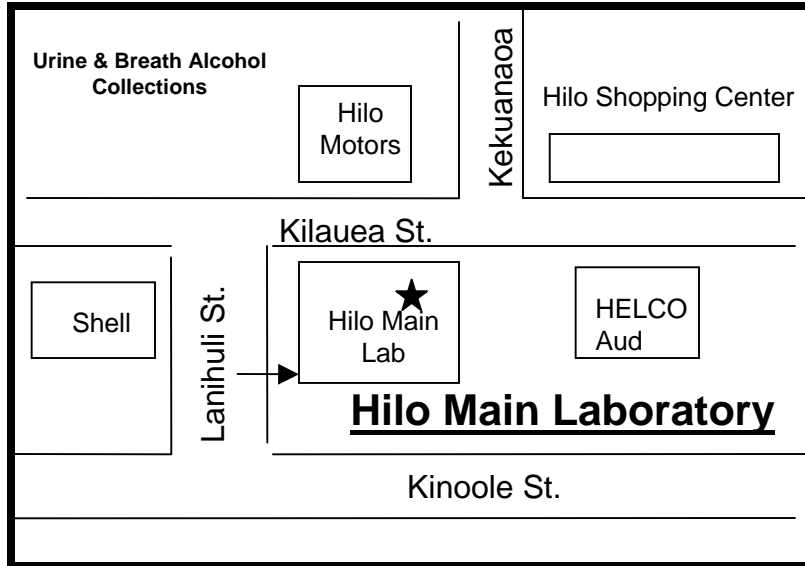 Urine & Breath Alcohol
Collections
Hilo
Motors
Kekuanaoa
Hilo Shopping Center
Kilauea St.
Shell
Lanihuli St.
Hilo Main
Lab
HELCO
Aud
Hilo Main Laboratory
Kinoole St.